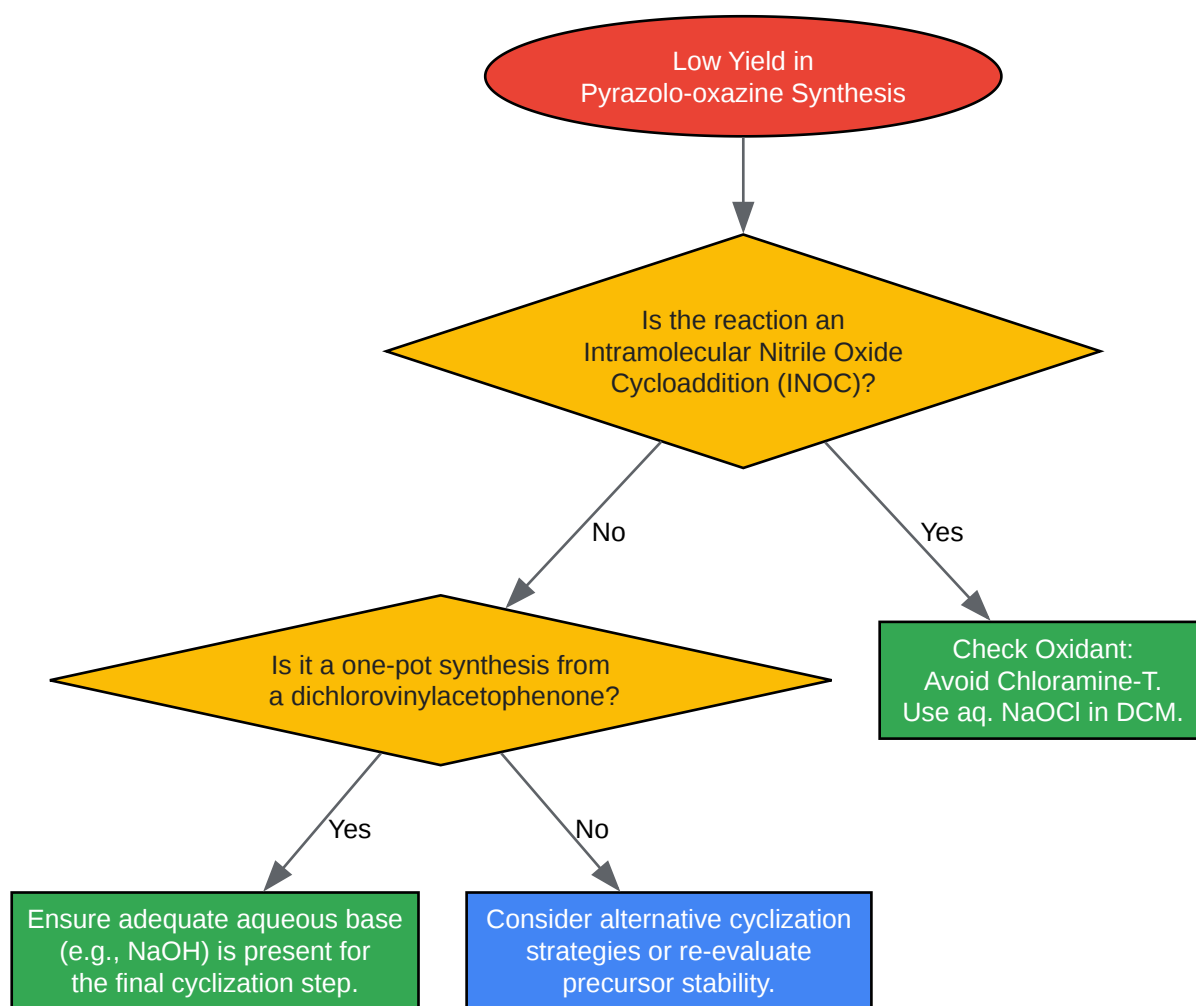 Low Yield in
Pyrazolo-oxazine Synthesis
Is the reaction an
Intramolecular Nitrile Oxide
Cycloaddition (INOC)?
No
Yes
Is it a one-pot synthesis from
a dichlorovinylacetophenone?
Check Oxidant:
Avoid Chloramine-T.
Use aq. NaOCl in DCM.
Yes
No
Ensure adequate aqueous base
(e.g., NaOH) is present for
the final cyclization step.
Consider alternative cyclization
strategies or re-evaluate
precursor stability.